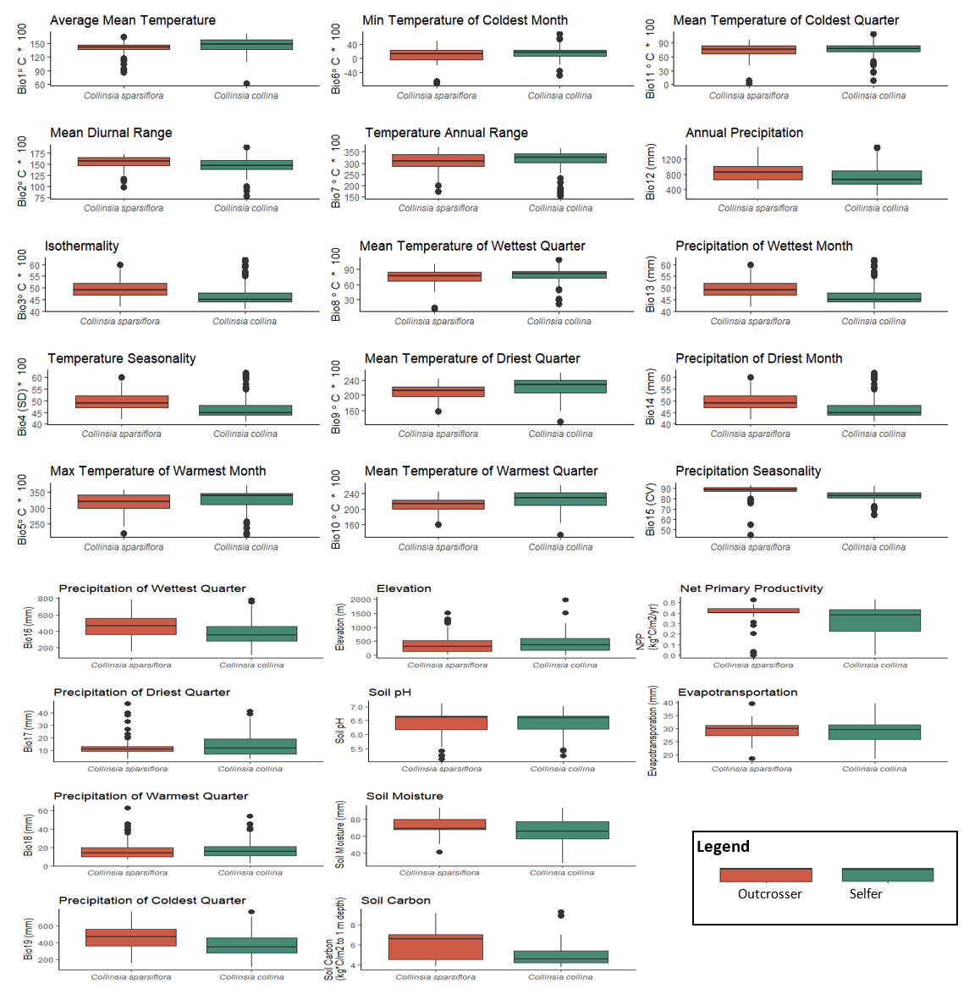 Average Mean Temperature
Bio1° C * 100
150
120
90
60
Collinsia sparsiflora
Collinsia collina
Min Temperature of Coldest Month
Bio6° C * 100
40
0
-40
Collinsia sparsiflora
Collinsia collina
Mean Temperature of Coldest Quarter
Bio11 ° C * 100
90
60
30
0
Collinsia sparsiflora
Collinsia collina
Mean Diurnal Range
Bio2° C * 100
175
150
125
100
75
Collinsia sparsiflora
Collinsia collina
Temperature Annual Range
Bio7 ° C * 100
350
300
250
200
150
Collinsia sparsiflora
Collinsia collina
Annual Precipitation
Bio12 (mm)
1200
800
400
Collinsia sparsiflora
Collinsia collina
Isothermality
Bio3° C * 100
60
55
50
45
40
Collinsia sparsiflora
Collinsia collina
Mean Temperature of Wettest Quarter
Bio8 ° C * 100
90
60
30
Collinsia sparsiflora
Collinsia collina
Precipitation of Wettest Month
Bio13 (mm)
60
55
50
45
40
Collinsia sparsiflora
Collinsia collina
Temperature Seasonality
Bio4 (SD) * 100
60
55
50
45
40
Collinsia sparsiflora
Collinsia collina
Mean Temperature of Driest Quarter
Bio9 ° C * 100
240
200
160
Collinsia sparsiflora
Collinsia collina
Precipitation of Driest Month
Bio14 (mm)
60
55
50
45
40
Collinsia sparsiflora
Collinsia collina
Max Temperature of Warmest Month
Bio5° C * 100
350
300
250
Collinsia sparsiflora
Collinsia collina
Mean Temperature of Warmest Quarter
Bio10 ° C * 100
240
200
160
Collinsia sparsiflora
Collinsia collina
Precipitation Seasonality
Bio15 (CV)
90
80
70
60
50
Collinsia sparsiflora
Collinsia collina
Precipitation of Wettest Quarter
Bio16 (mm)
800
600
400
200
Collinsia sparsiflora
Collinsia collina
Elevation
Elevation (m)
2000
1500
1000
500
0
Collinsia sparsiflora
Collinsia collina
Net Primary Productivity
NPP
(kg*C/m2/yr)
0.5
0.4
0.3
0.2
0.1
0.0
Collinsia sparsiflora
Collinsia collina
Precipitation of Driest Quarter
Bio17 (mm)
40
30
20
10
Collinsia sparsiflora
Collinsia collina
Soil pH
Soil pH
7.0
6.5
6.0
5.5
Collinsia sparsiflora
Collinsia collina
Evapotransportation
Evapotransporation (mm)
40
35
30
25
20
Collinsia sparsiflora
Collinsia collina
Precipitation of Warmest Quarter
Bio18 (mm)
60
40
20
0
Collinsia sparsiflora
Collinsia collina
Soil Moisture
Soil Moisture (mm)
80
60
40
Collinsia sparsiflora
Collinsia collina
Precipitation of Coldest Quarter
Bio19 (mm)
600
400
200
Collinsia sparsiflora
Collinsia collina
Soil Carbon
Soil Carbon
(kg*C/m2 to 1 m depth)
8
6
4
Collinsia sparsiflora
Collinsia collina
Legend
Outcrosser
Selfer